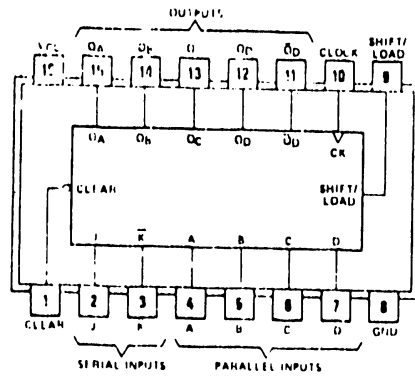 OUTPUTS
VCC QA QB QC QD Q̅D CLOCK SHIFT/
LOAD
16 15 14 13 12 11 10 9
QA QB QC QD Q̅D
CK
CLEAR SHIFT/
LOAD
J K̅ A B C D
1 2 3 4 5 6 7 8
CLEAR J K̅ A B C D GND
SERIAL INPUTS PARALLEL INPUTS